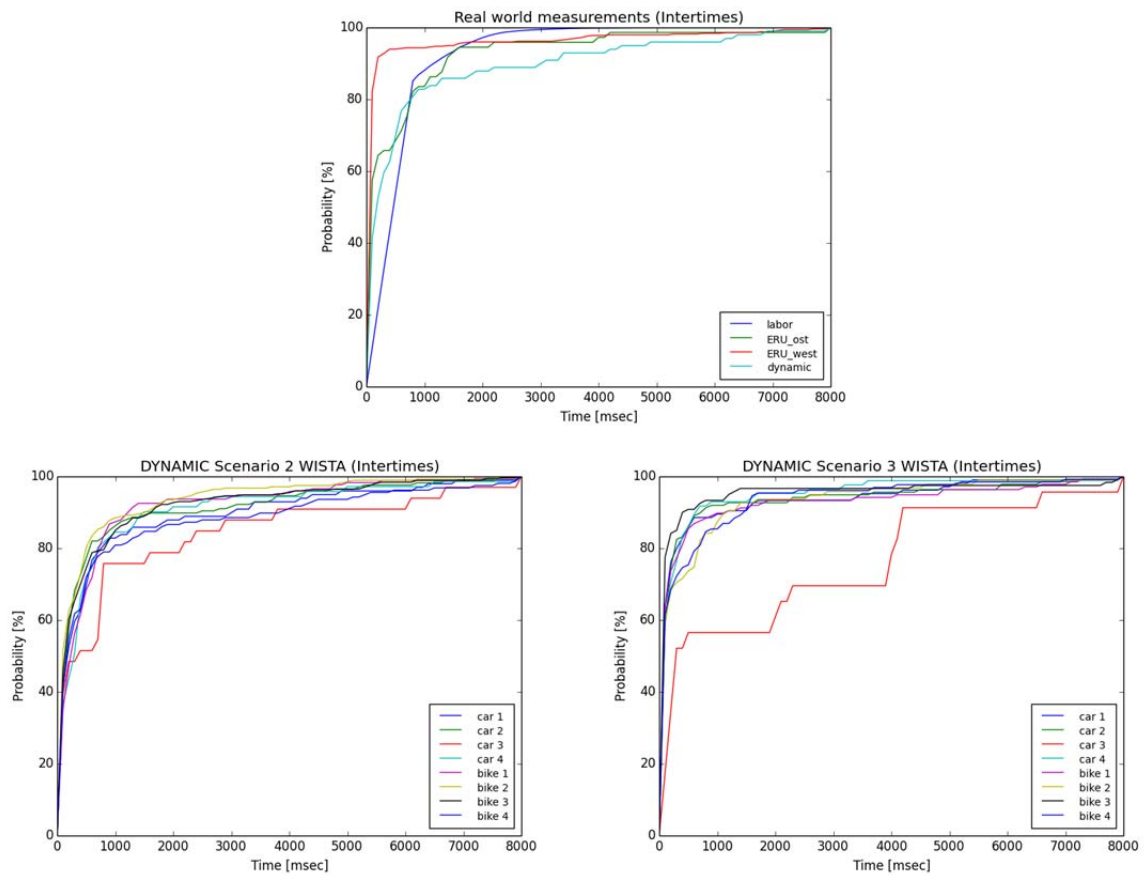 Real world measurements (Intertimes)
100
80
60
40
20
0
Probability [%]
labor
ERU_ost
ERU_west
dynamic
0 1000 2000 3000 4000 5000 6000 7000 8000
Time [msec]
DYNAMIC Scenario 2 WISTA (Intertimes)
100
80
60
40
20
0
Probability [%]
car 1
car 2
car 3
car 4
bike 1
bike 2
bike 3
bike 4
0 1000 2000 3000 4000 5000 6000 7000 8000
Time [msec]
DYNAMIC Scenario 3 WISTA (Intertimes)
100
80
60
40
20
0
Probability [%]
car 1
car 2
car 3
car 4
bike 1
bike 2
bike 3
bike 4
0 1000 2000 3000 4000 5000 6000 7000 8000
Time [msec]